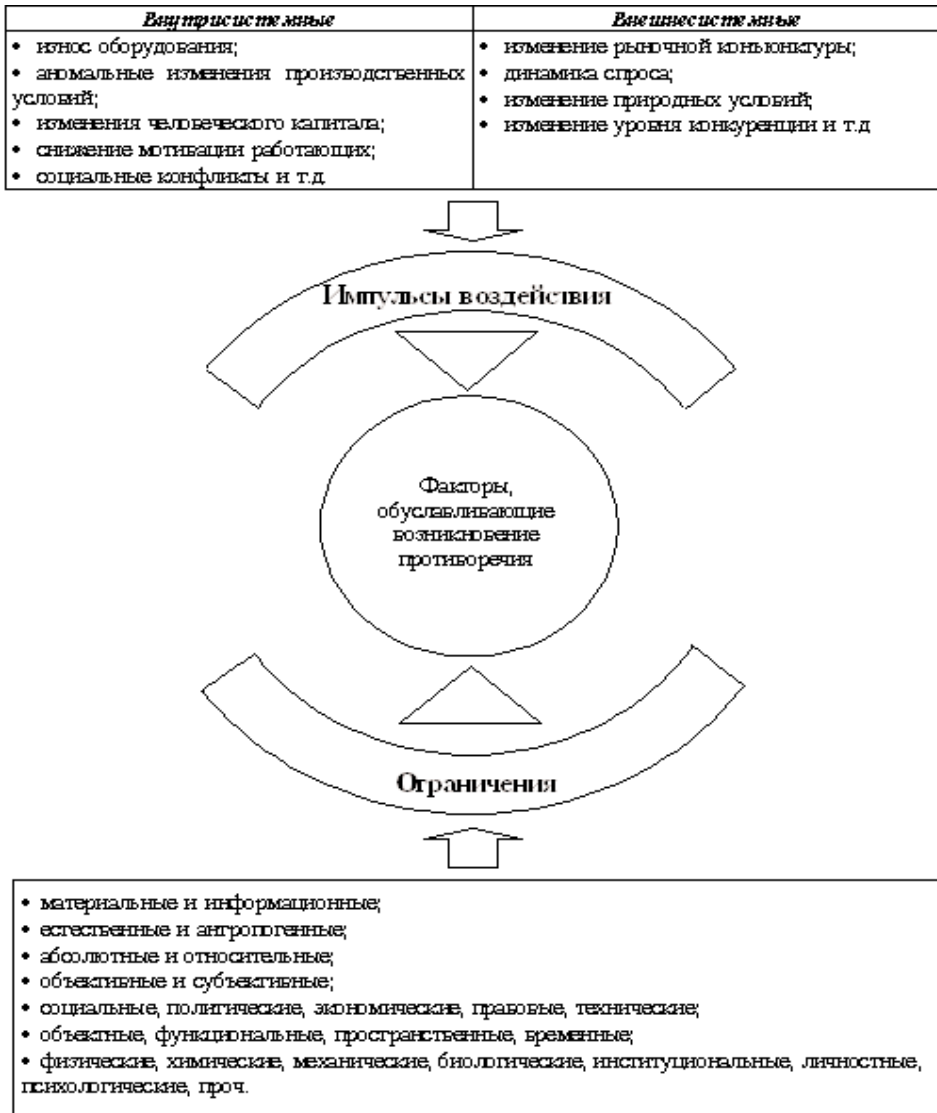 Внутрисистемные
• износ оборудования;
• аномальные изменения производственных
условий;
• изменения человеческого капитала;
• снижение мотивации работающих;
• социальные конфликты и т.д.
Внешнесистемные
• изменение рыночной конъюнктуры;
• динамика спроса;
• изменение природных условий;
• изменение уровня конкуренции и т.д
Импульсы воздействия
Факторы,
обуславливающие
возникновение
противоречия
Ограничения
• материальные и информационные;
• естественные и антропогенные;
• абсолютные и относительные;
• объективные и субъективные;
• социальные, политические, экономические, правовые, технические;
• объектные, функциональные, пространственные, временные;
• физические, химические, механические, биологические, институциональные, личностные,
психологические, проч.